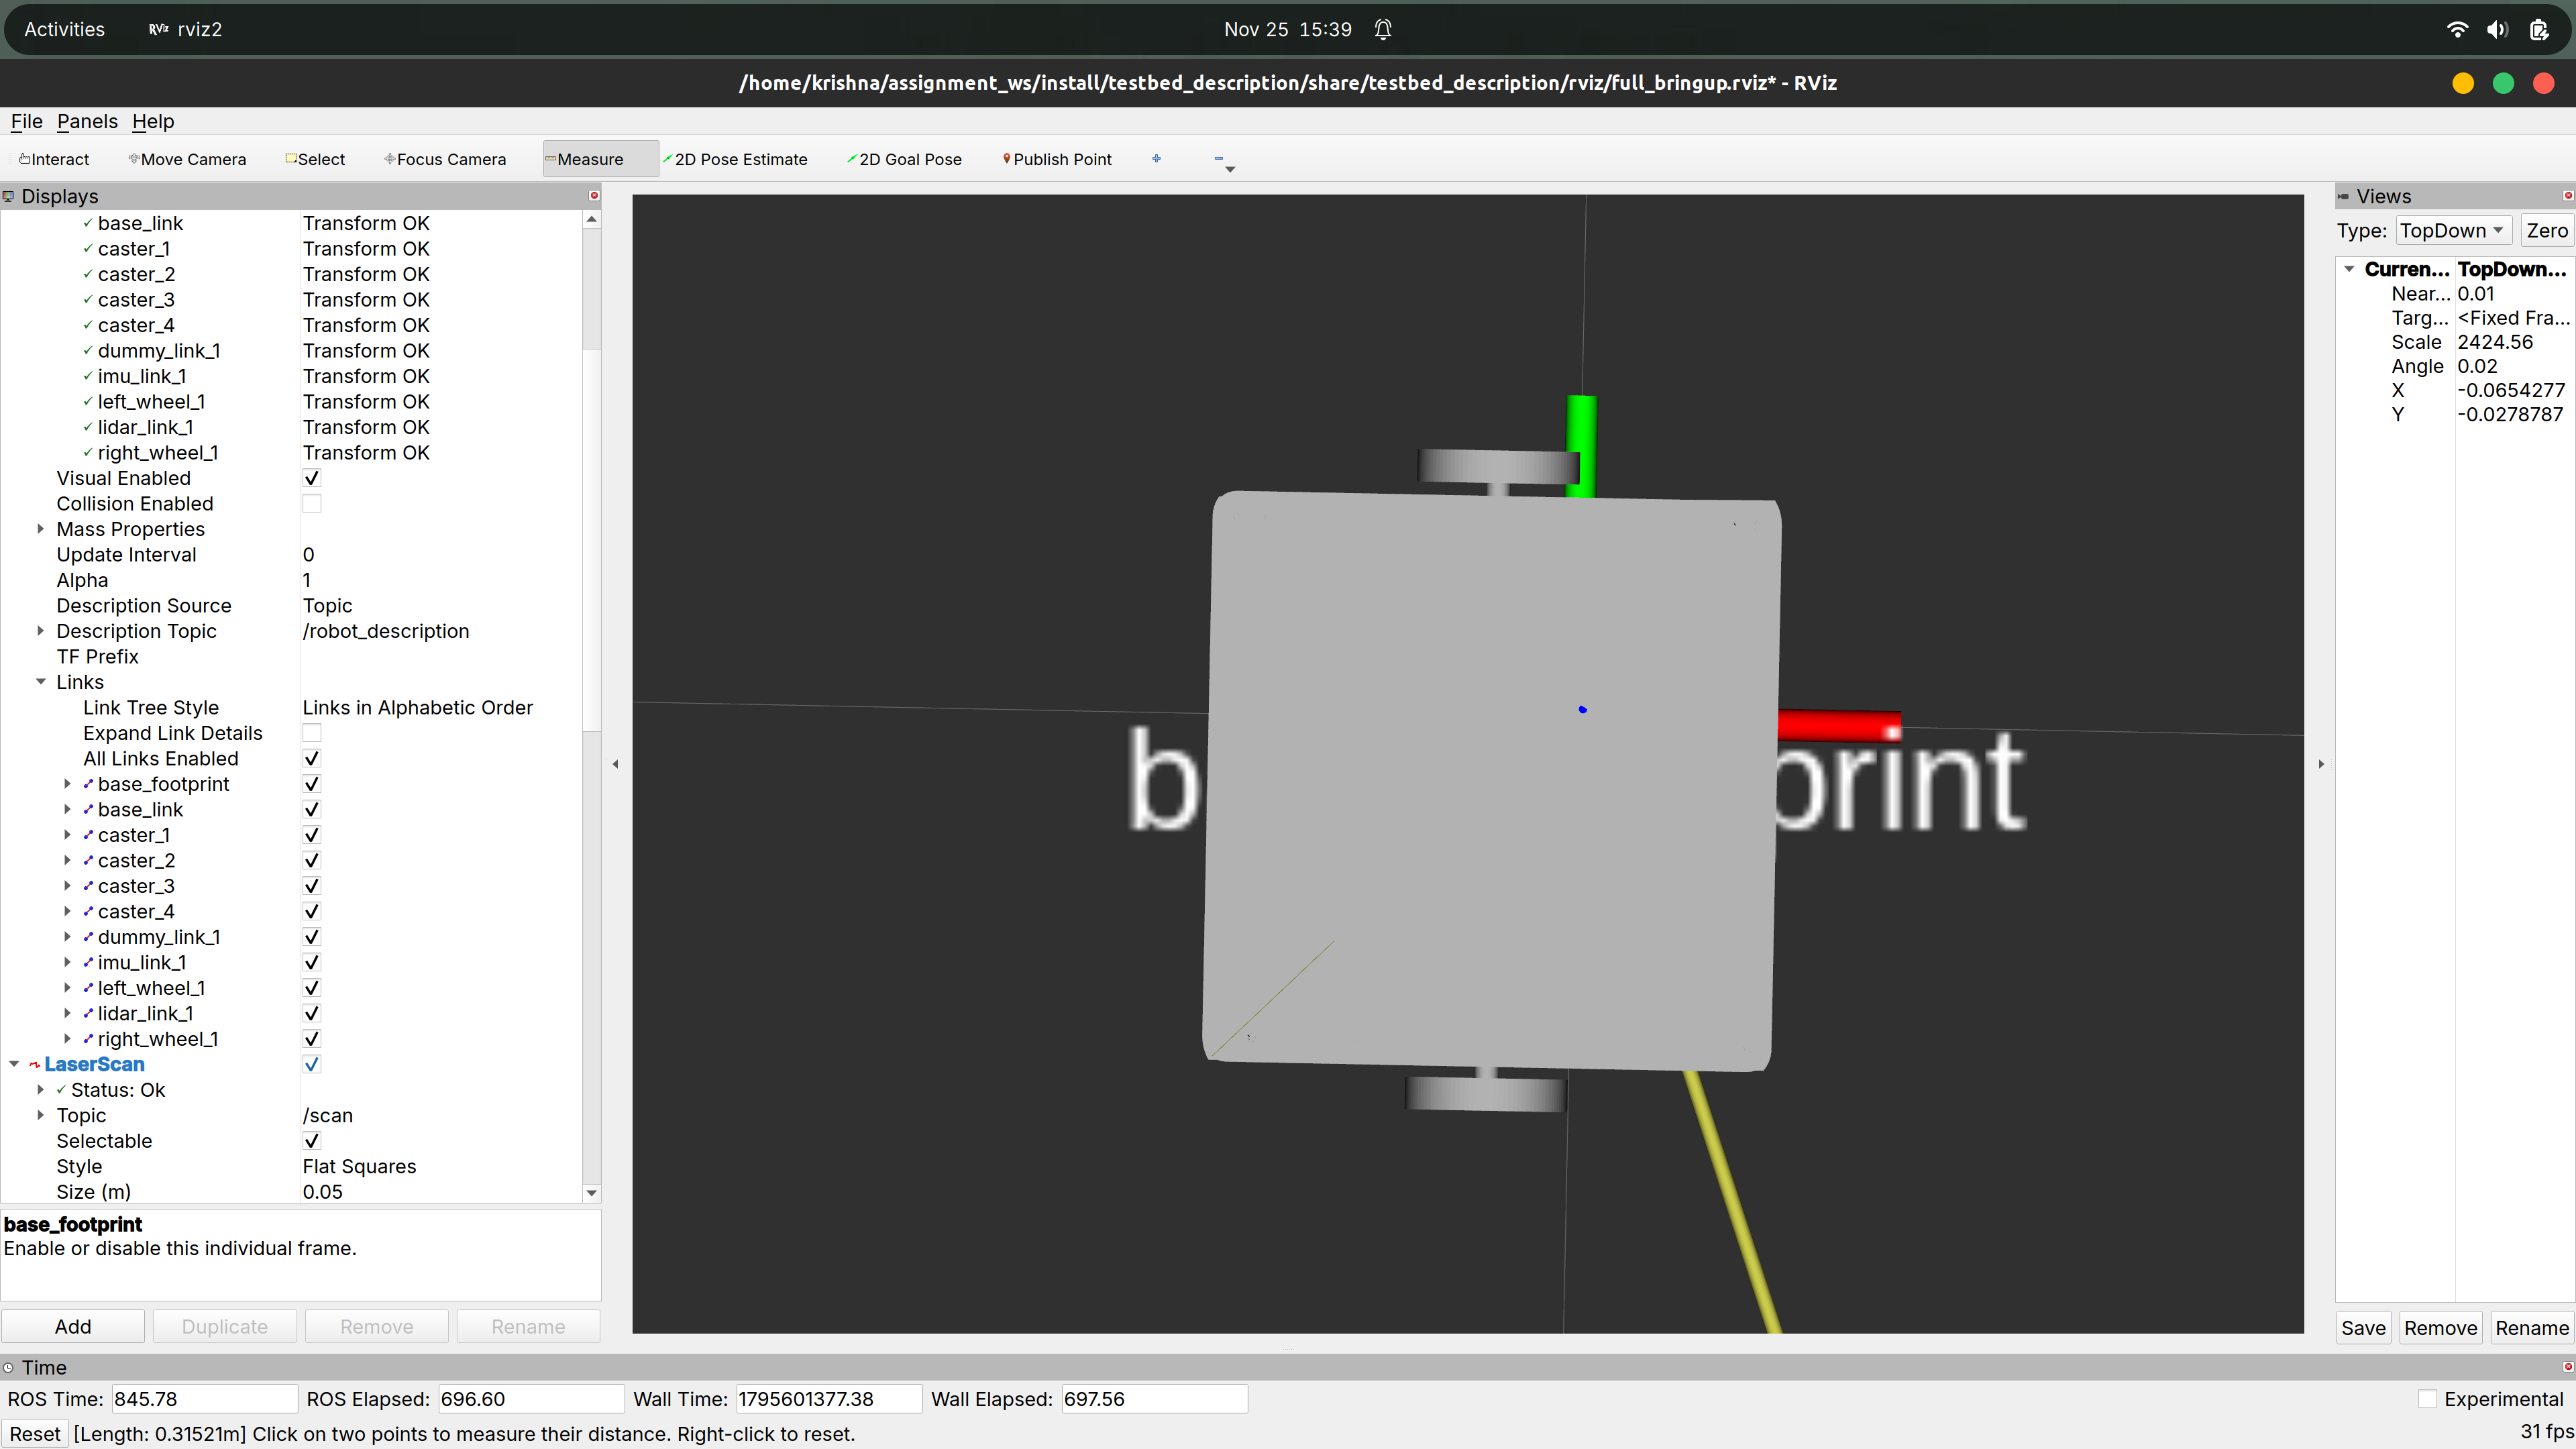 Activities rviz2 Nov 25 15:39
/home/krishna/assignment_ws/install/testbed_description/share/testbed_description/rviz/full_bringup.rviz* - RViz
File Panels Help
Interact Move Camera Select Focus Camera Measure 2D Pose Estimate 2D Goal Pose Publish Point
Displays
base_link Transform OK
caster_1 Transform OK
caster_2 Transform OK
caster_3 Transform OK
caster_4 Transform OK
dummy_link_1 Transform OK
imu_link_1 Transform OK
left_wheel_1 Transform OK
lidar_link_1 Transform OK
right_wheel_1 Transform OK
Visual Enabled
Collision Enabled
Mass Properties
Update Interval 0
Alpha 1
Description Source Topic
Description Topic /robot_description
TF Prefix
Links
Link Tree Style Links in Alphabetic Order
Expand Link Details
All Links Enabled
base_footprint
base_link
caster_1
caster_2
caster_3
caster_4
dummy_link_1
imu_link_1
left_wheel_1
lidar_link_1
right_wheel_1
LaserScan
Status: Ok
Topic /scan
Selectable
Style Flat Squares
Size (m) 0.05
base_footprint
Enable or disable this individual frame.
Add Duplicate Remove Rename
b print
Views
Type: TopDown Zero
Curren... TopDown...
Near... 0.01
Targ... <Fixed Fra...
Scale 2424.56
Angle 0.02
X -0.0654277
Y -0.0278787
Save Remove Rename
Time
ROS Time: 845.78 ROS Elapsed: 696.60 Wall Time: 1795601377.38 Wall Elapsed: 697.56 Experimental
Reset [Length: 0.31521m] Click on two points to measure their distance. Right-click to reset. 31 fps